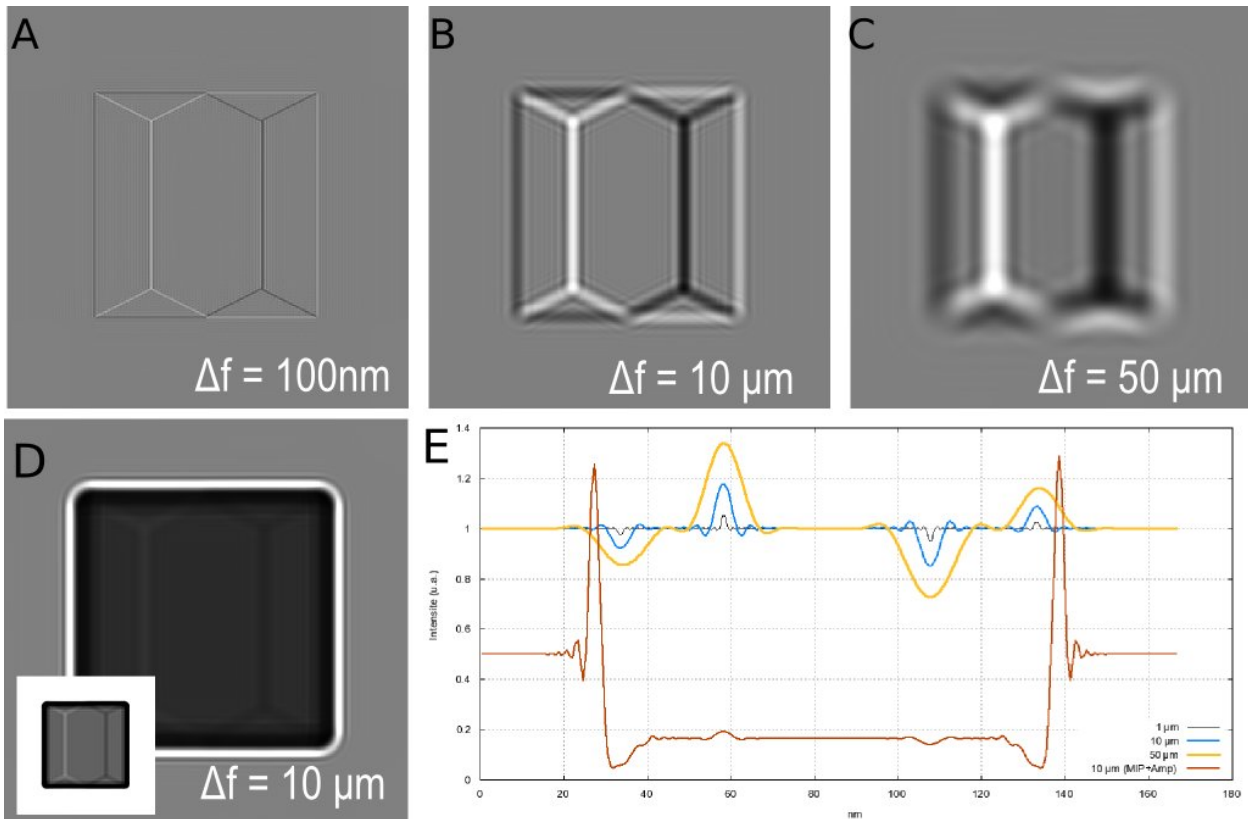 A
B
C
Δf = 100nm
Δf = 10 µm
Δf = 50 µm
D
Δf = 10 µm
E
1.4
1.2
1
0.8
0.6
0.4
0.2
0
Intensite (u.a.)
1 µm
10 µm
50 µm
10 µm (MIP+Amp)
0 20 40 60 80 100 120 140 160 180
nm